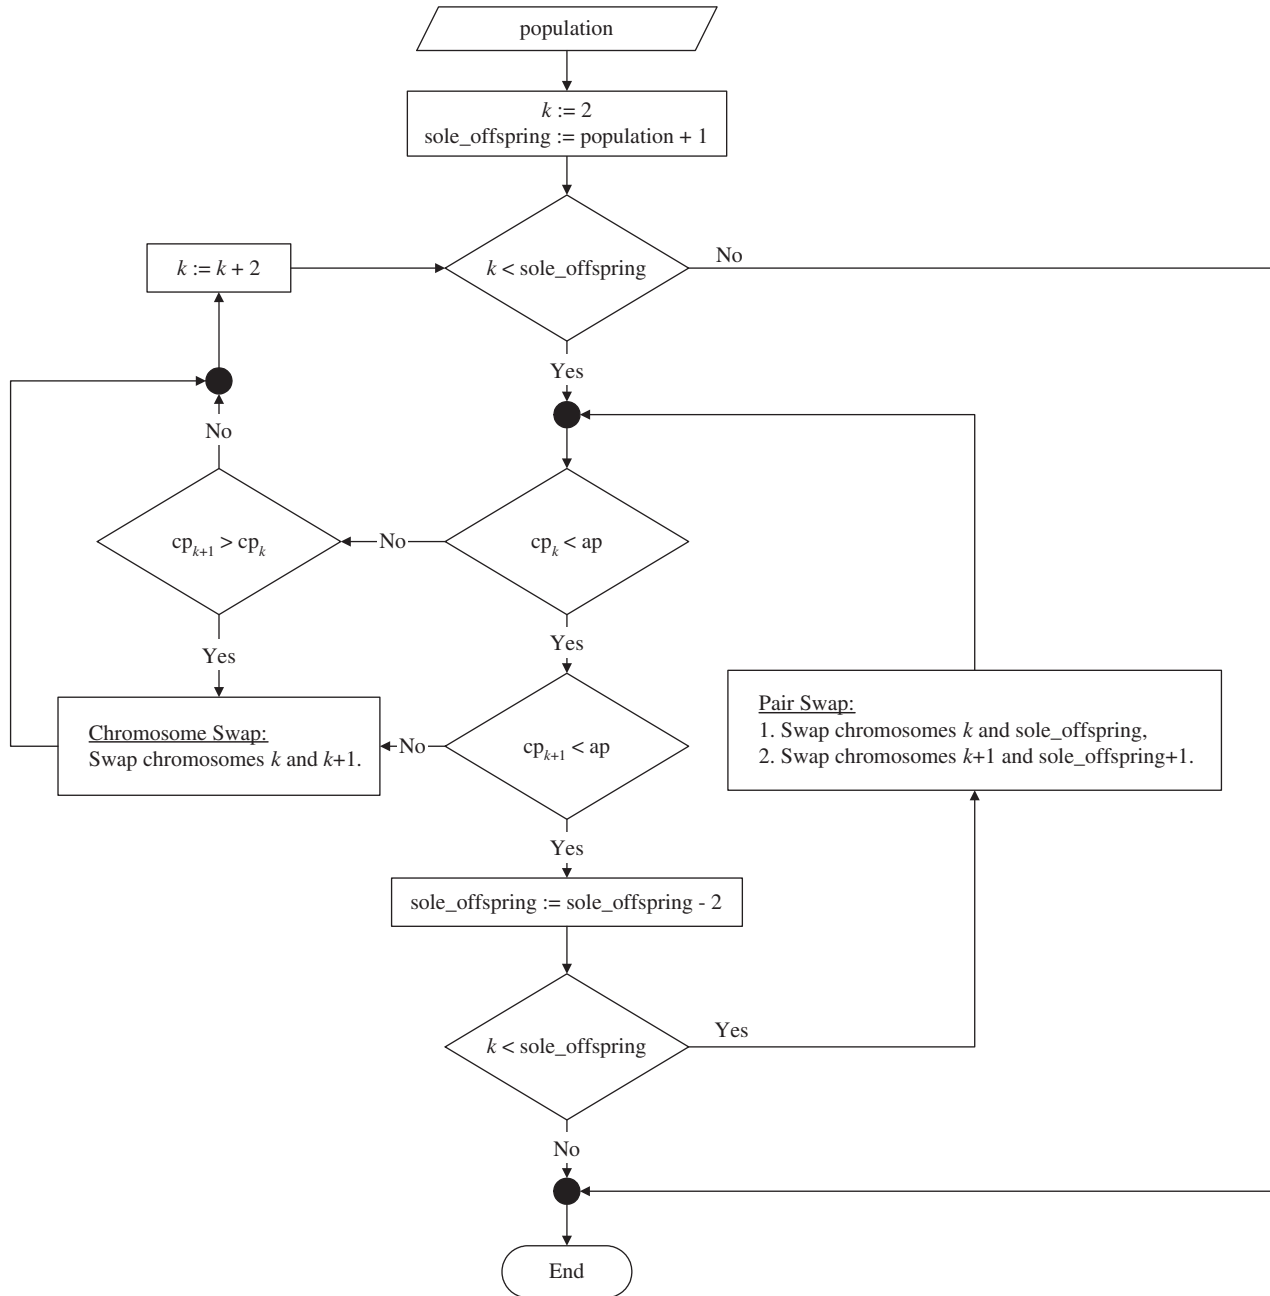 population
k := 2
sole_offspring := population + 1
k := k + 2
k < sole_offspring
No
Yes
No
cp_{k+1} > cp_k
No
cp_k < ap
Yes
Yes
Chromosome Swap:
Swap chromosomes k and k+1.
No
cp_{k+1} < ap
Pair Swap:
1. Swap chromosomes k and sole_offspring,
2. Swap chromosomes k+1 and sole_offspring+1.
Yes
sole_offspring := sole_offspring - 2
k < sole_offspring
Yes
No
End